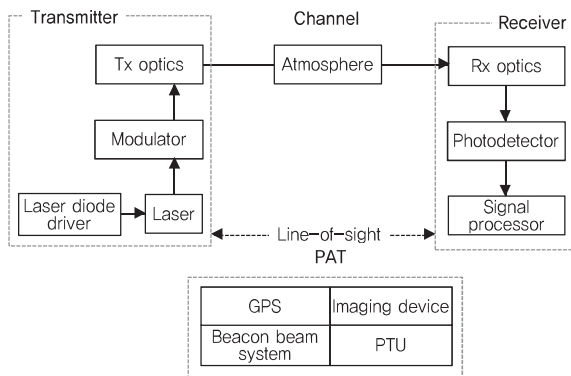 Transmitter
Channel
Receiver
Tx optics
Atmosphere
Rx optics
Modulator
Photodetector
Laser diode
driver
Laser
Signal
processor
Line-of-sight
PAT
GPS
Imaging device
Beacon beam
system
PTU